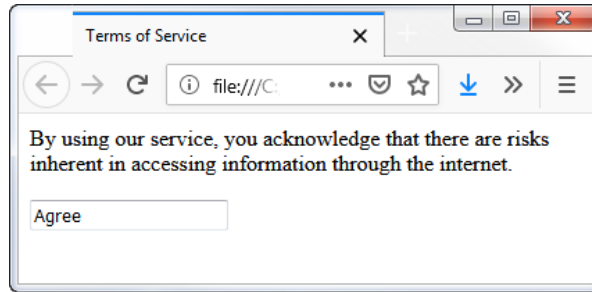 Terms of Service
file:///C:
By using our service, you acknowledge that there are risks
inherent in accessing information through the internet.
Agree